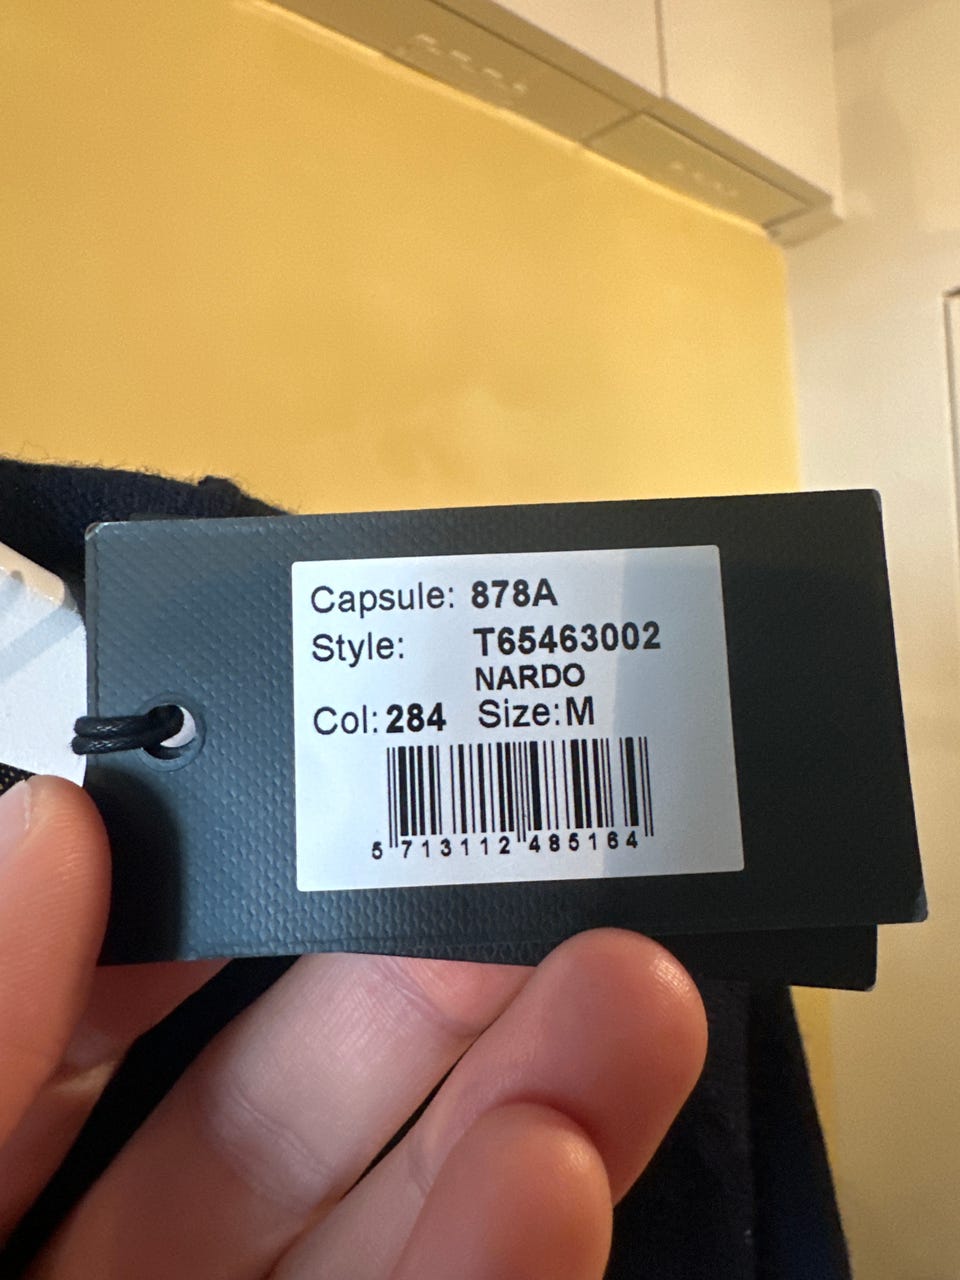 Capsule: 878A
Style: T65463002
NARDO
Col: 284 Size: M
5 713112 485164